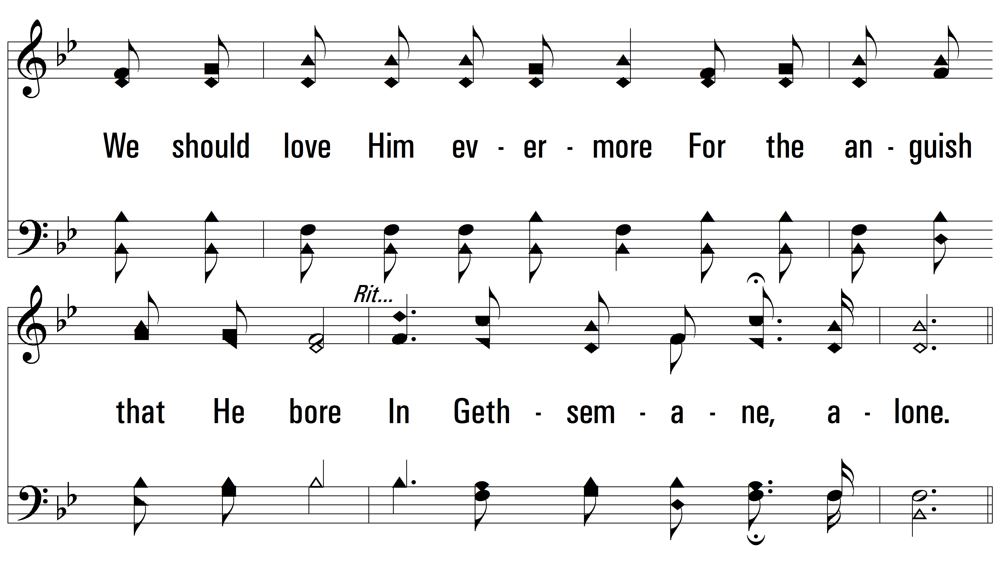 We should love Him ev - er - more For the an - guish
Rit...
that He bore In Geth - sem - a - ne, a - lone.